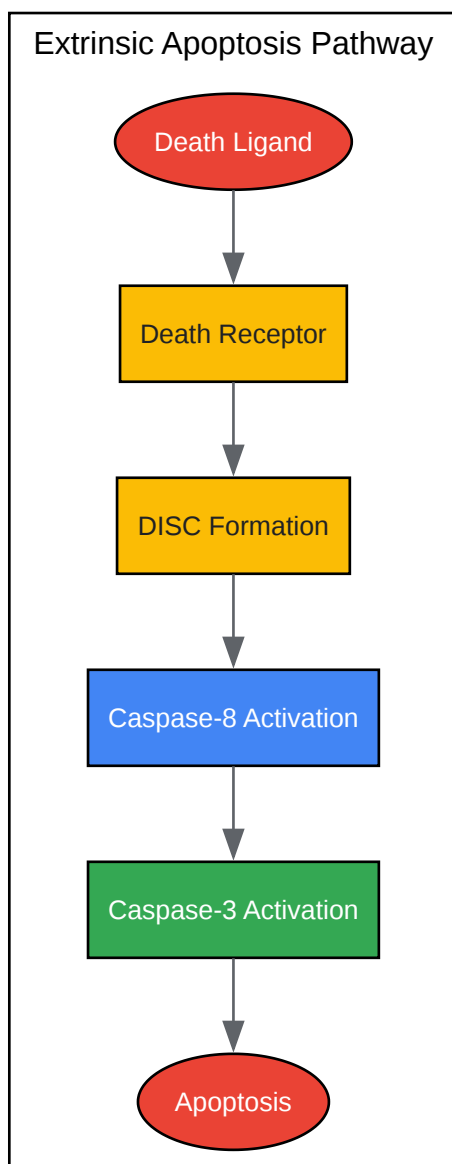 Extrinsic Apoptosis Pathway
Death Ligand
Death Receptor
DISC Formation
Caspase-8 Activation
Caspase-3 Activation
Apoptosis